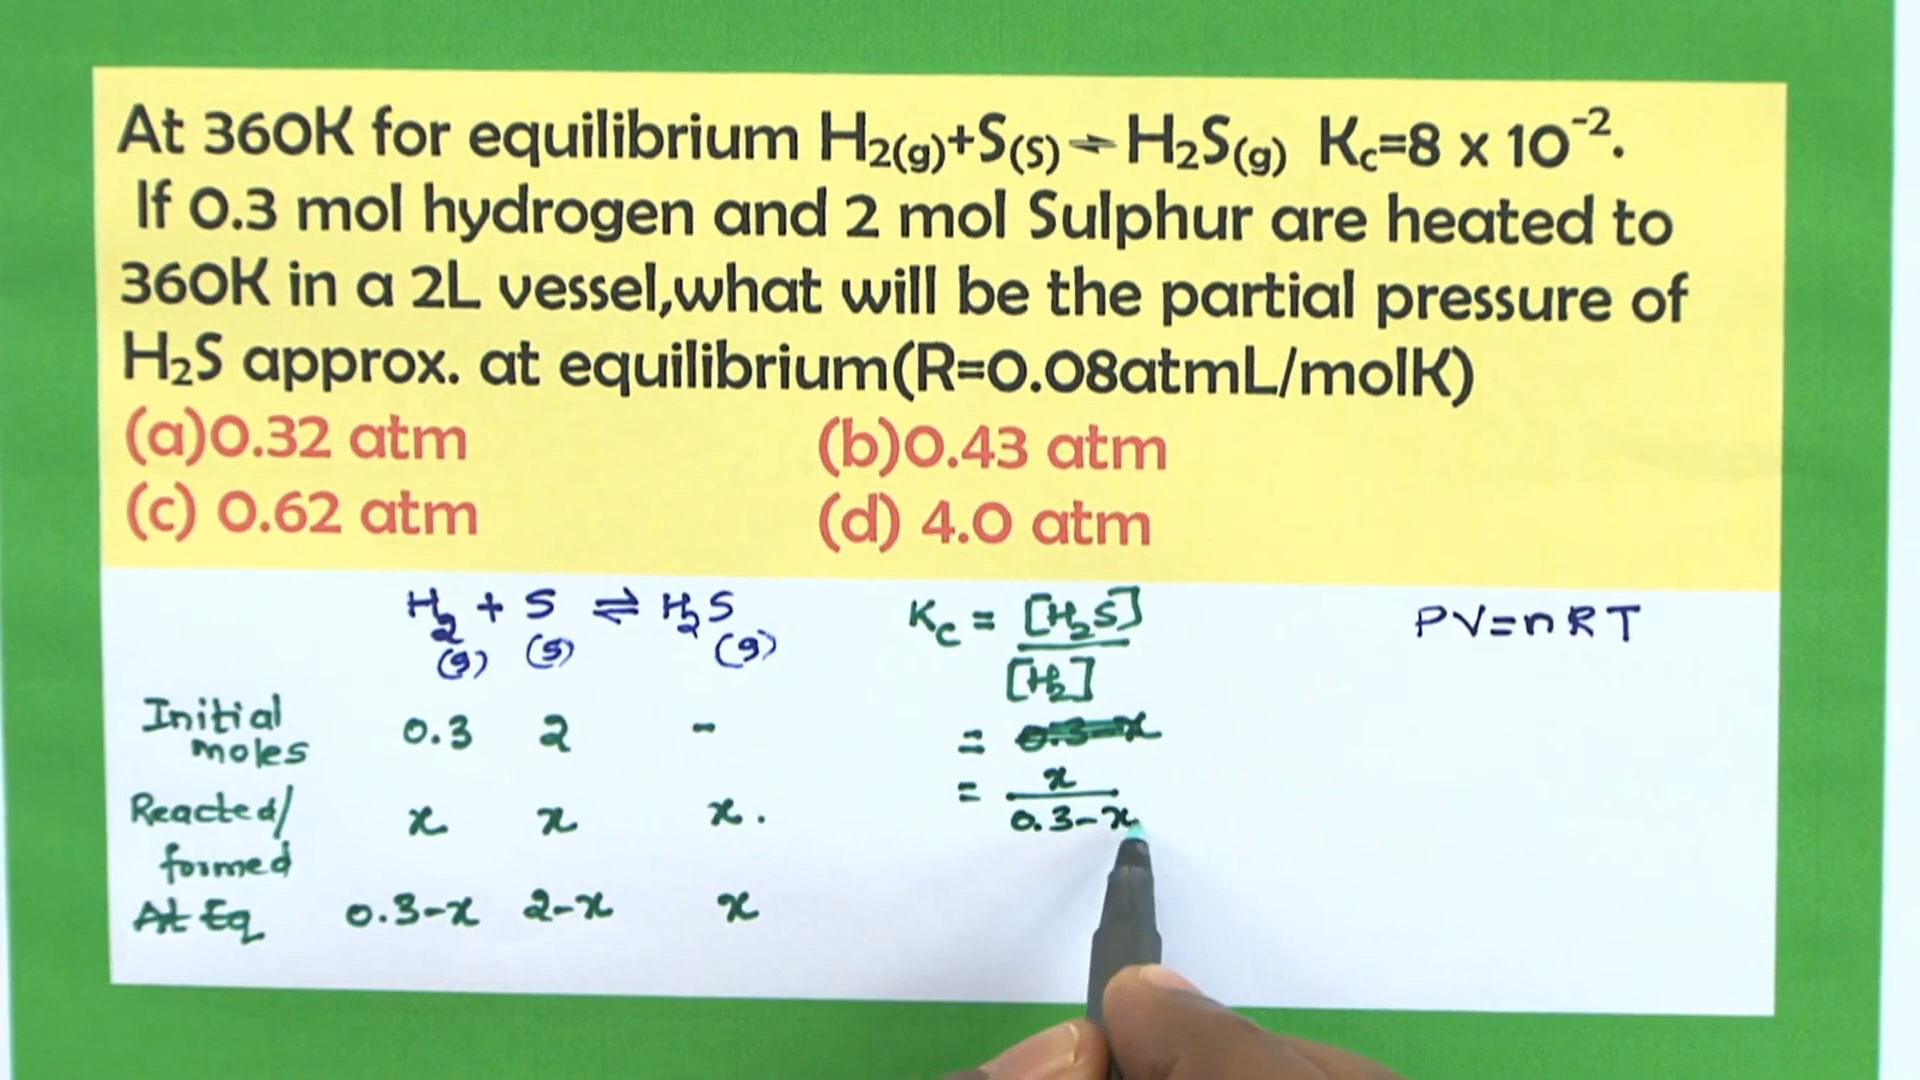 At 360K for equilibrium H₂(g)+S(s)⇌H₂S(g) Kc=8 x 10⁻².
If 0.3 mol hydrogen and 2 mol Sulphur are heated to
360K in a 2L vessel,what will be the partial pressure of
H₂S approx. at equilibrium(R=0.08atmL/molK)
(a)0.32 atm (b)0.43 atm
(c) 0.62 atm (d) 4.0 atm
H₂ + S ⇌ H₂S
(g) (s) (g)
Initial moles 0.3 2 -
Reacted/ formed x x x.
At Eq 0.3-x 2-x x
Kc = [H₂S]
[H₂]
= 0.3-x
= x
0.3-x
PV=nRT